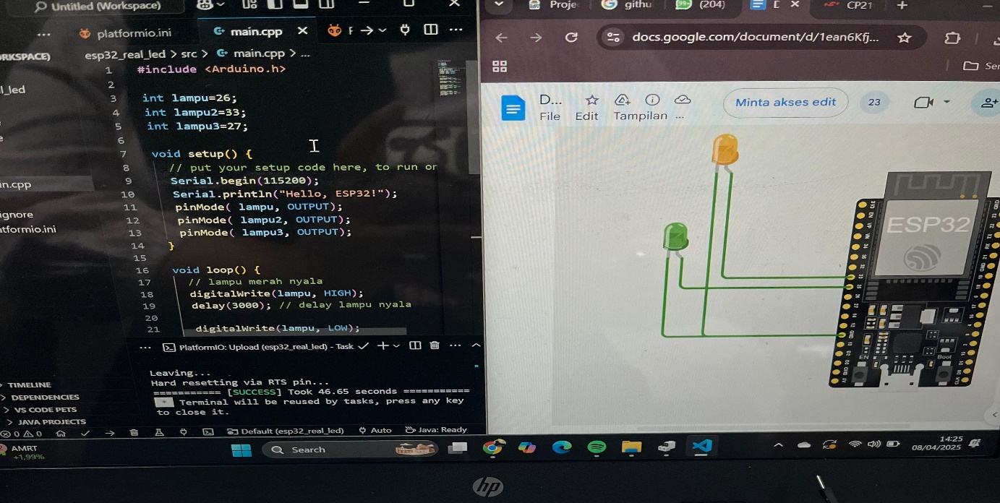 Untitled (Workspace)
ORKSPACE)
l_led
in.cpp
ignore
atformio.ini
TIMELINE
DEPENDENCIES
VS CODE PETS
JAVA PROJECTS
... platformio.ini main.cpp F ...
esp32_real_led > src > main.cpp > ...
1 #include <Arduino.h>
2
3 int lampu=26;
4 int lampu2=33;
5 int lampu3=27;
6
7 void setup() {
8 // put your setup code here, to run or
9 Serial.begin(115200);
10 Serial.println("Hello, ESP32!");
11 pinMode( lampu, OUTPUT);
12 pinMode( lampu2, OUTPUT);
13 pinMode( lampu3, OUTPUT);
14 }
15
16 void loop() {
17 // lampu merah nyala
18 digitalWrite(lampu, HIGH);
19 delay(3000); // delay lampu nyala
20
21 digitalWrite(lampu, LOW);
... PlatformIO: Upload (esp32_real_led) - Task ...
Leaving...
Hard resetting via RTS pin...
=========== [SUCCESS] Took 46.65 seconds ===========
* Terminal will be reused by tasks, press any key
to close it.
0 0 Default (esp32_real_led) Auto Java: Ready
Proje githu 99+ (204) D CP21
docs.google.com/document/d/1ean6Kfj...
Ser
D... Minta akses edit 23
File Edit Tampilan ...
ESP32
EN Boot
AMRT
+1,99%
Search
14:25
08/04/2025
hp